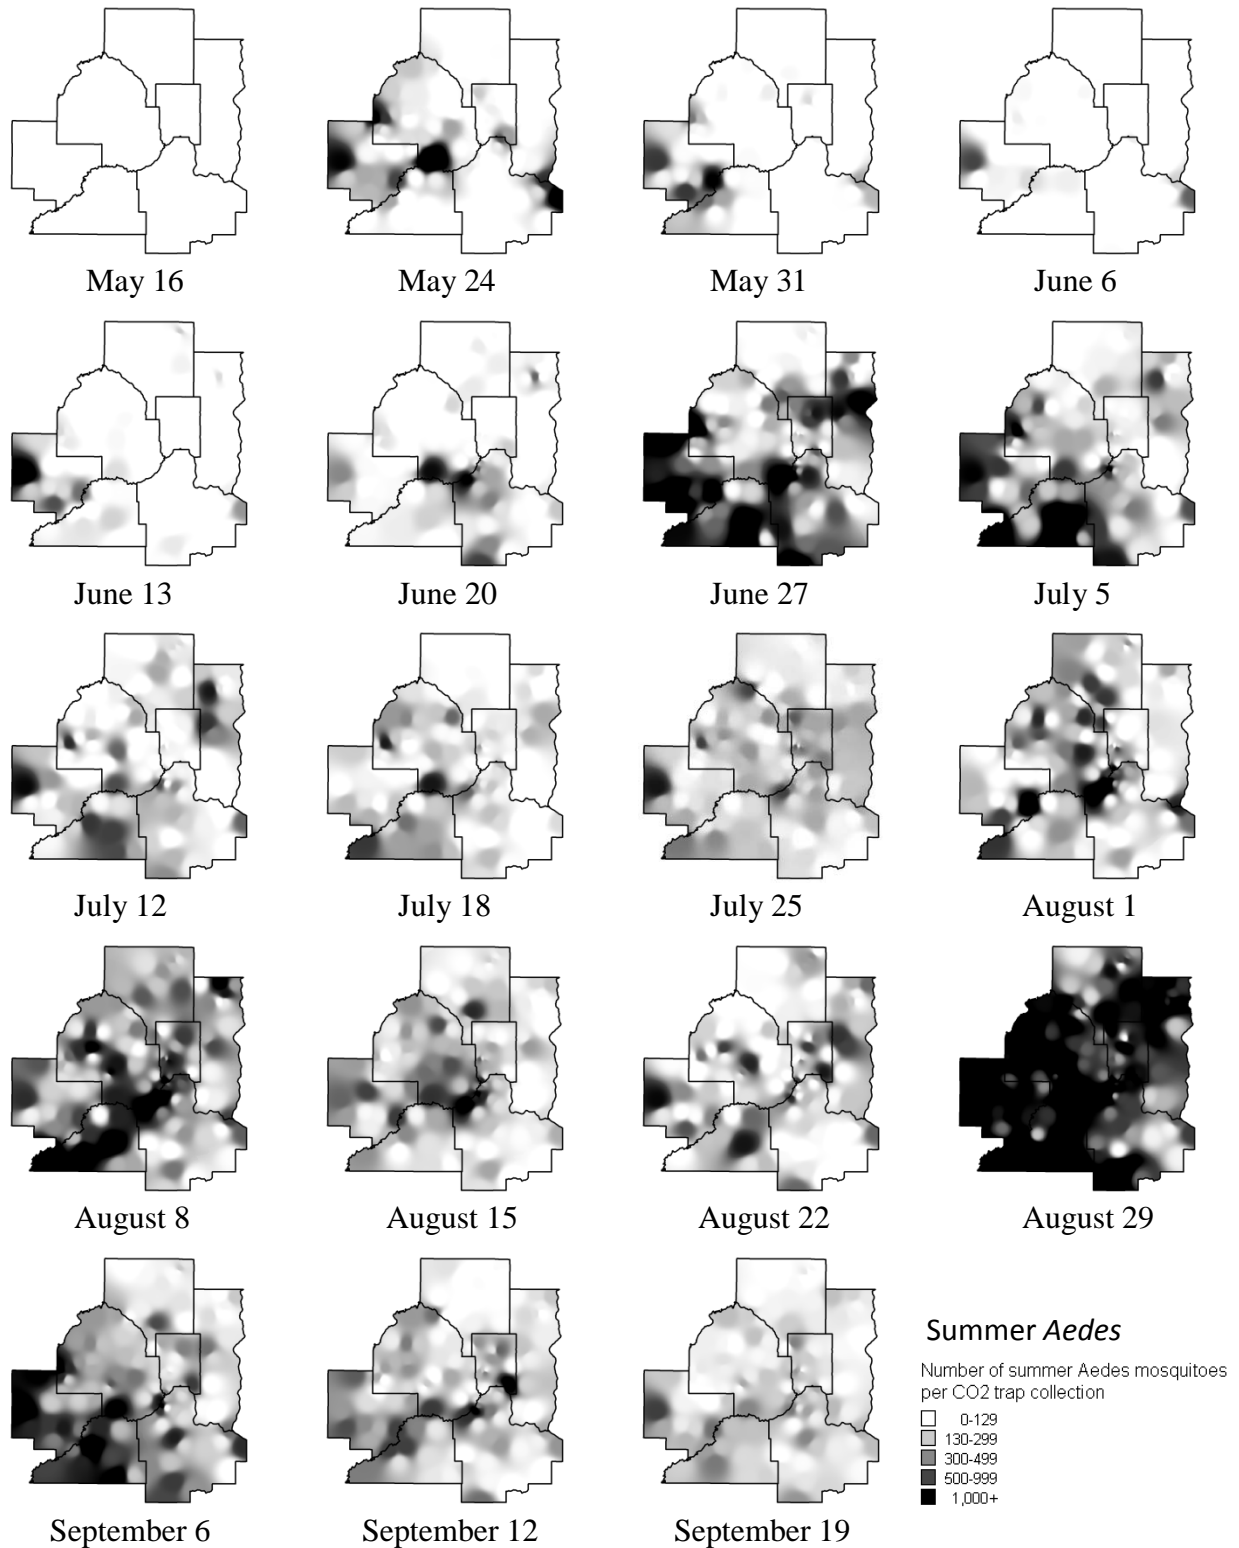 May 16
May 24
May 31
June 6
June 13
June 20
June 27
July 5
July 12
July 18
July 25
August 1
August 8
August 15
August 22
August 29
September 6
September 12
September 19
Summer Aedes
Number of summer Aedes mosquitoes
per CO2 trap collection
0-129
130-299
300-499
500-999
1,000+